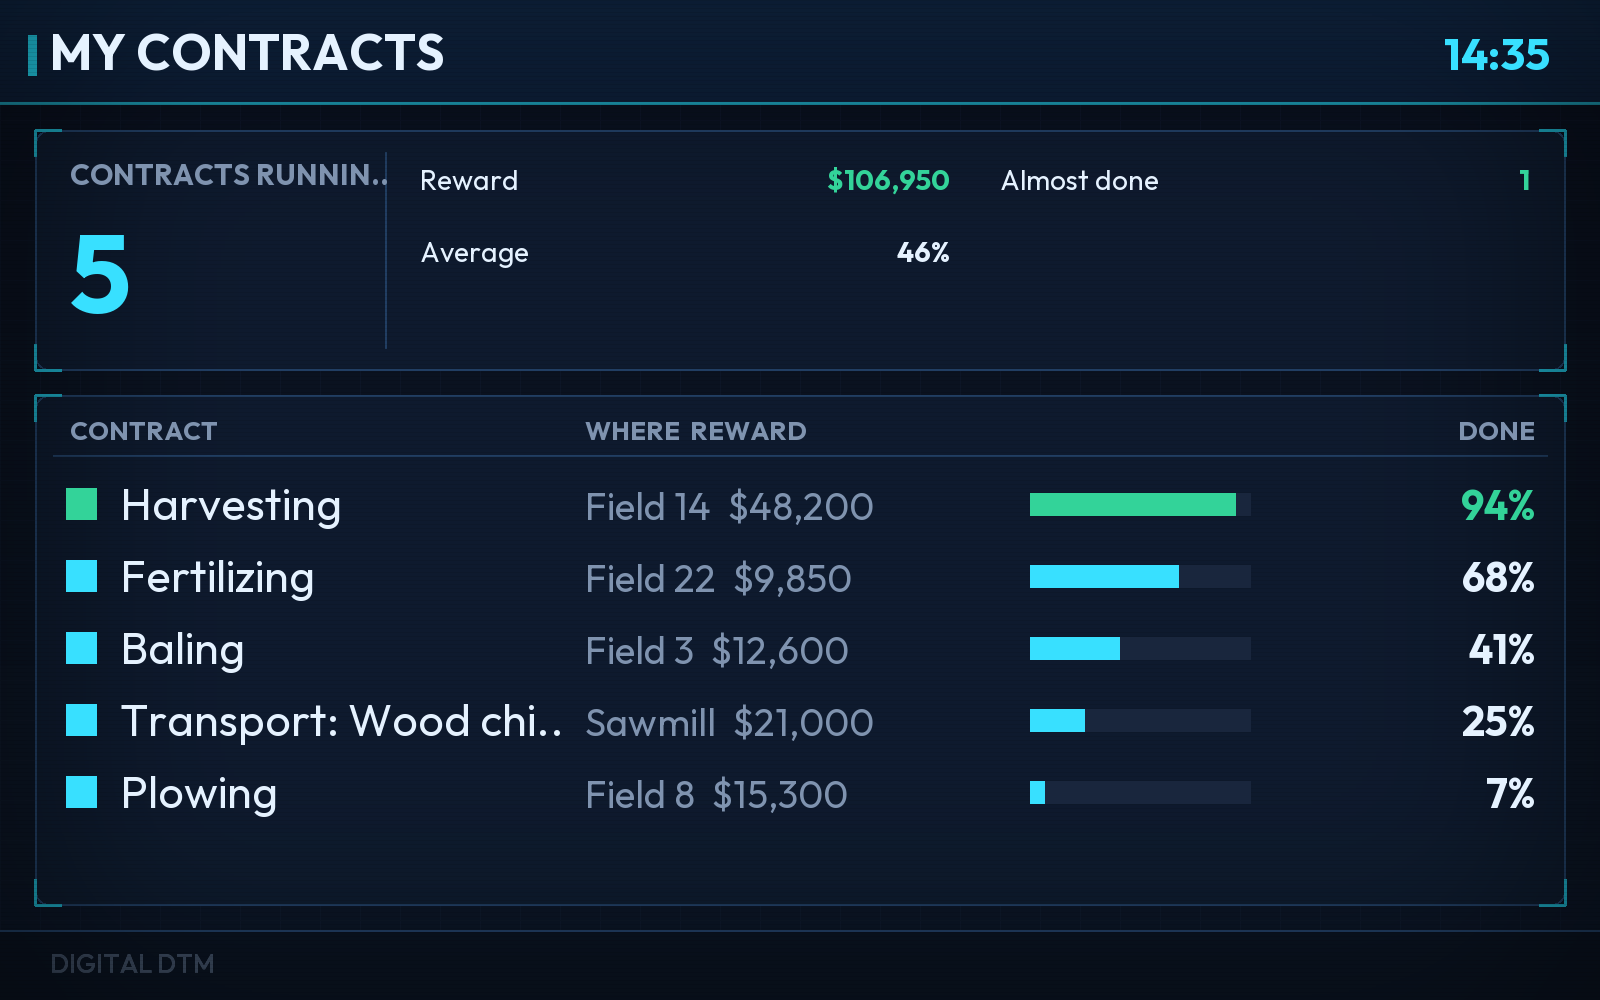 MY CONTRACTS 14:35
CONTRACTS RUNNIN..
5
Reward $106,950 Almost done 1
Average 46%
CONTRACT WHERE REWARD DONE
Harvesting Field 14 $48,200 94%
Fertilizing Field 22 $9,850 68%
Baling Field 3 $12,600 41%
Transport: Wood chi.. Sawmill $21,000 25%
Plowing Field 8 $15,300 7%
DIGITAL DTM